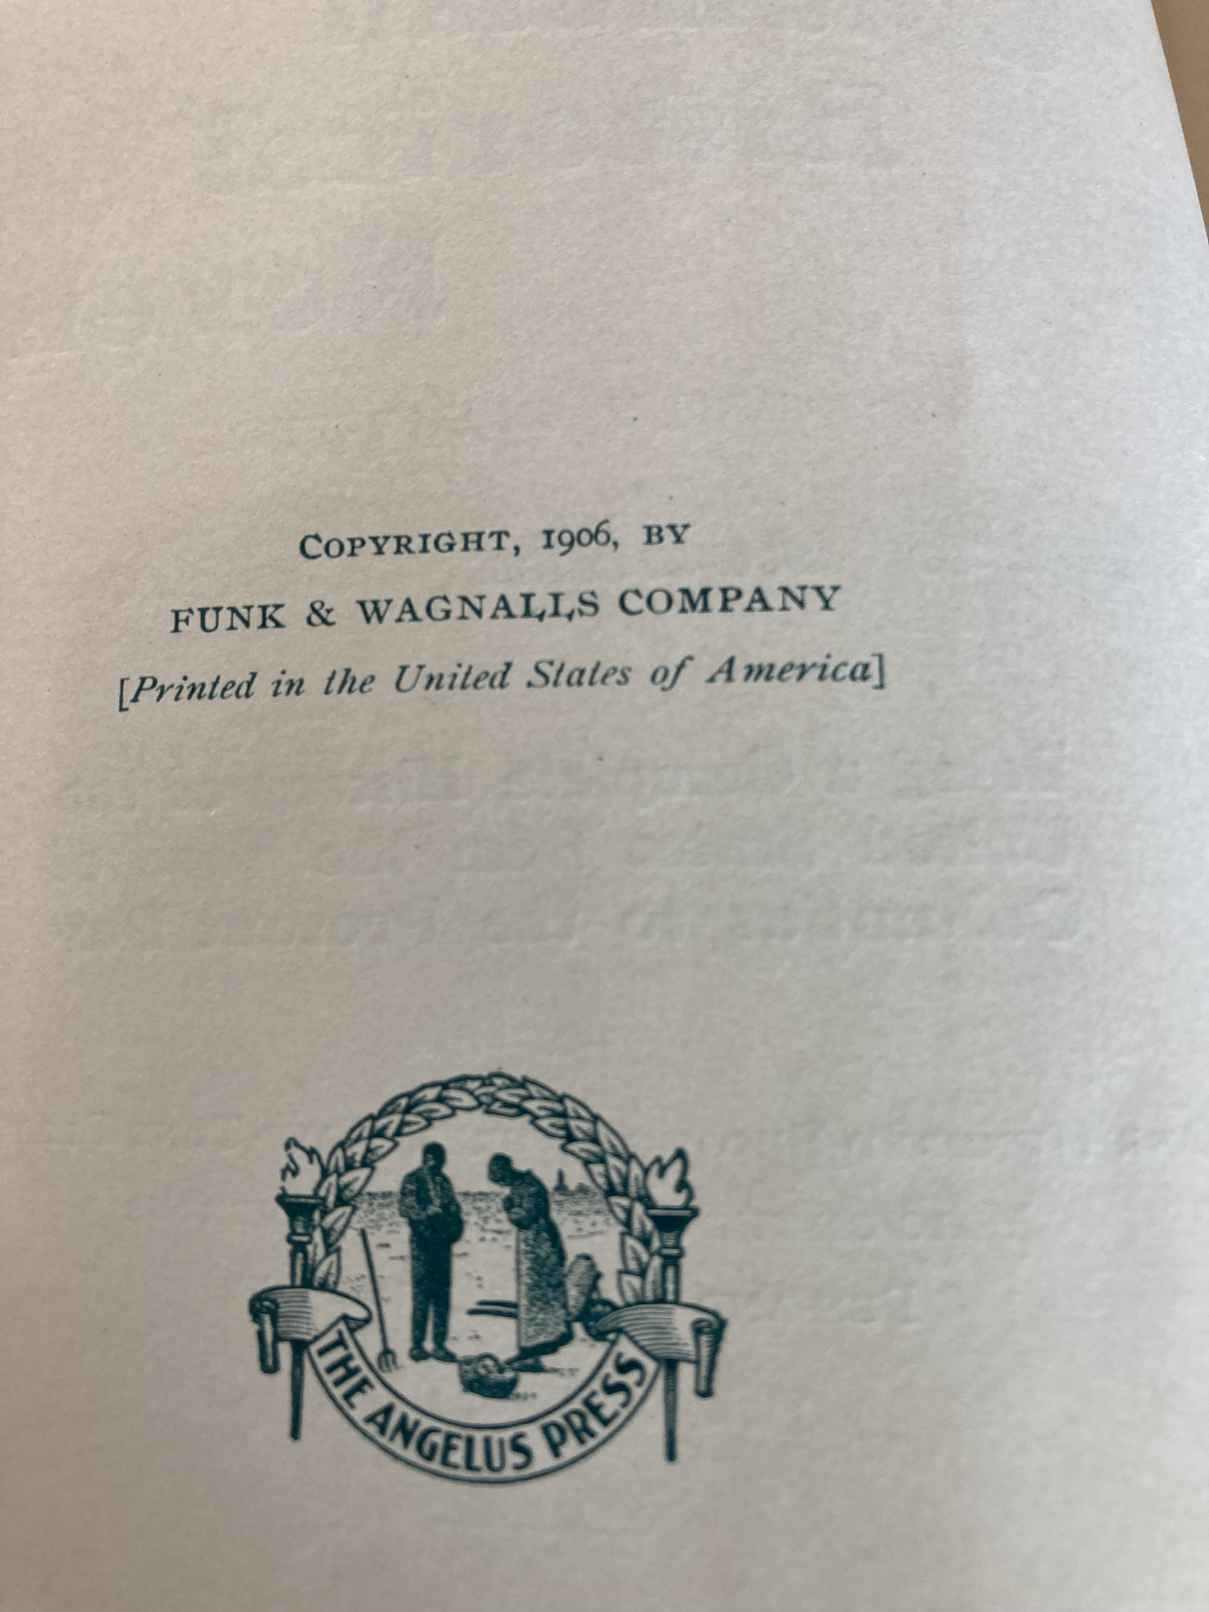 COPYRIGHT, 1906, BY
FUNK & WAGNALLS COMPANY
[Printed in the United States of America]
THE ANGELUS PRESS